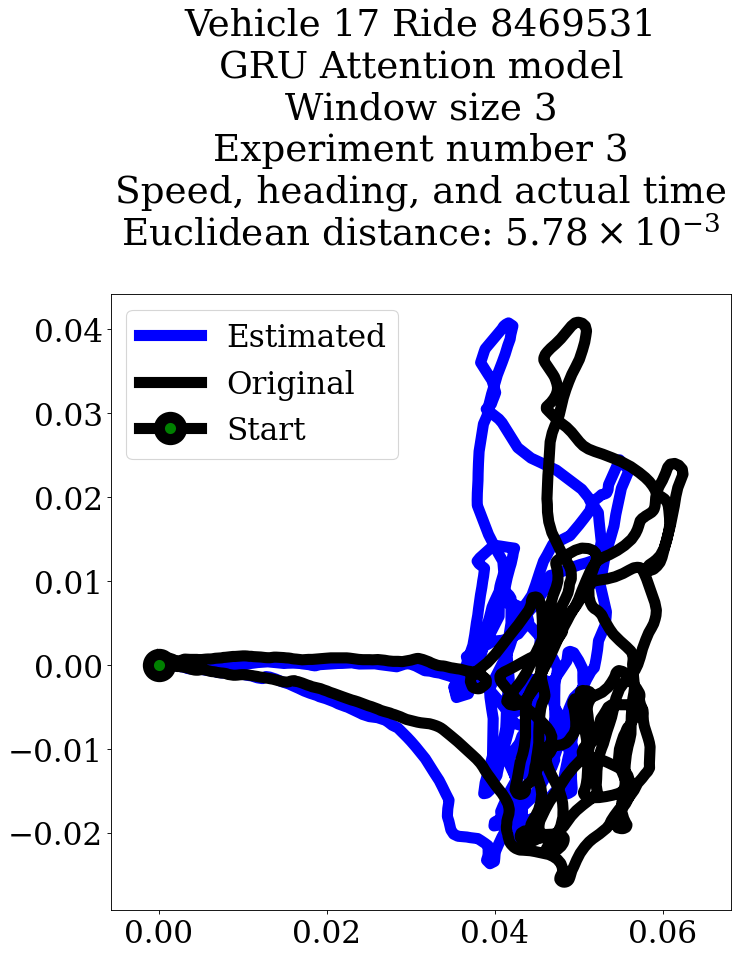 Vehicle 17 Ride 8469531
GRU Attention model
Window size 3
Experiment number 3
Speed, heading, and actual time
Euclidean distance: 5.78 × 10⁻³
Estimated
Original
Start
0.04
0.03
0.02
0.01
0.00
−0.01
−0.02
0.00 0.02 0.04 0.06